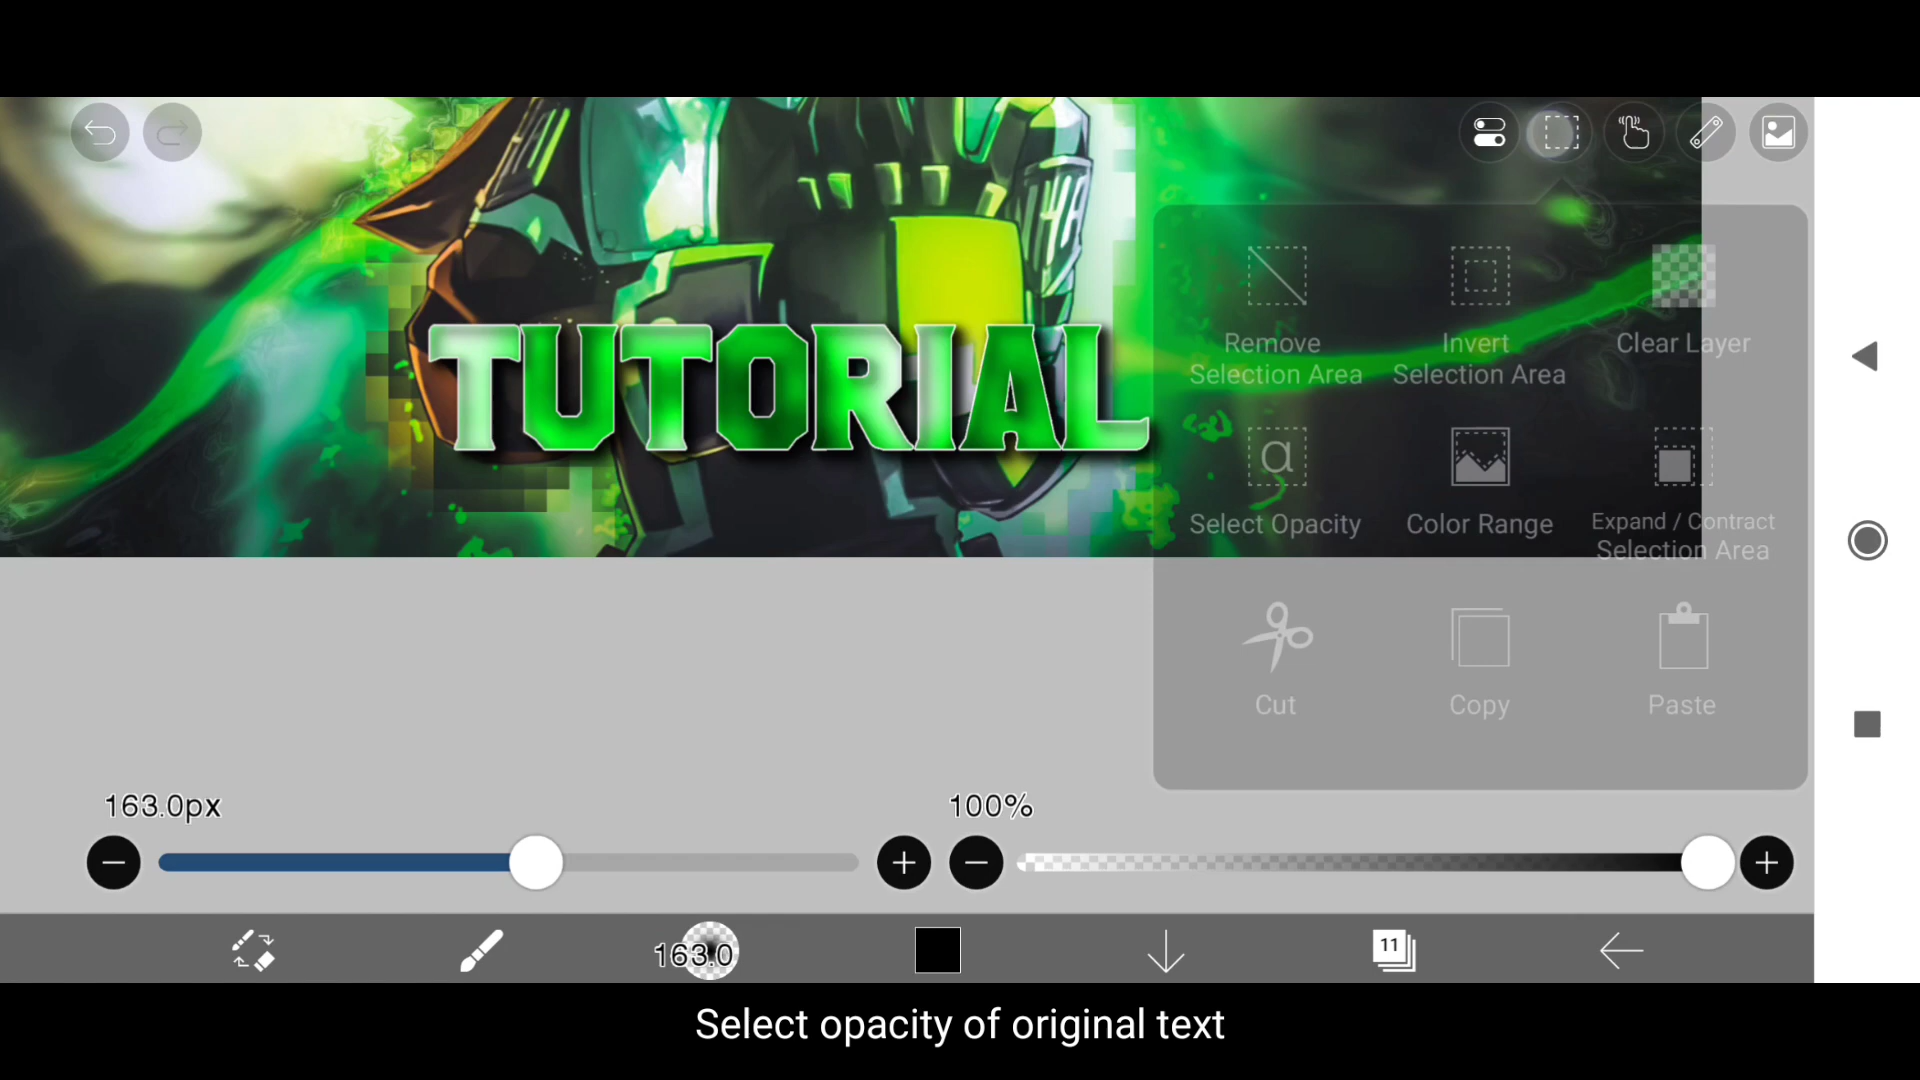 TUTORIAL
Remove
Selection Area
Invert
Selection Area
Clear Layer
α
Select Opacity
Color Range
Expand / Contract
Selection Area
Cut
Copy
Paste
163.0px
100%
163.0
11
Select opacity of original text